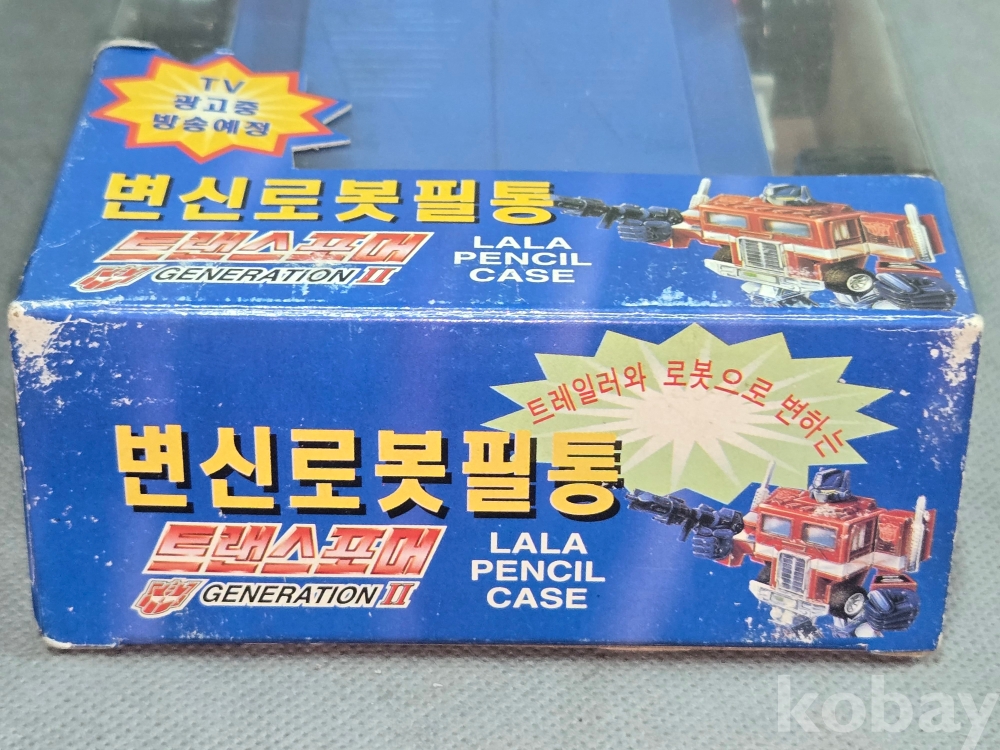 TV
광고중
방송예정
변신로봇필통
트랜스포머
GENERATION II
LALA
PENCIL
CASE
트레일러와 로봇으로 변하는
변신로봇필통
트랜스포머
GENERATION II
LALA
PENCIL
CASE
kobay